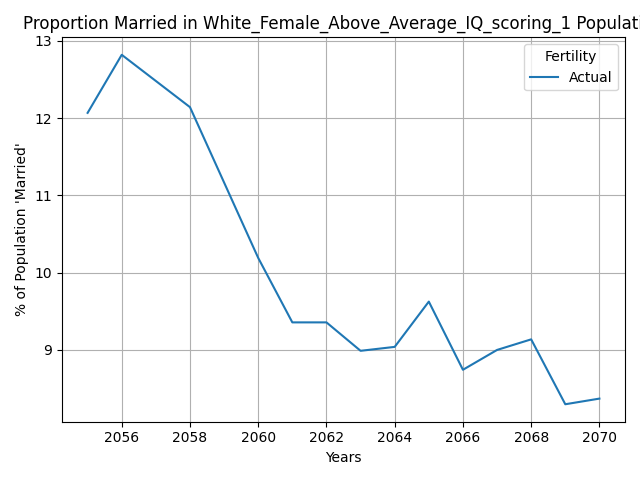 Proportion Married in White_Female_Above_Average_IQ_scoring_1 Populati
13
12
11
10
9
% of Population 'Married'
Fertility
Actual
2056 2058 2060 2062 2064 2066 2068 2070
Years